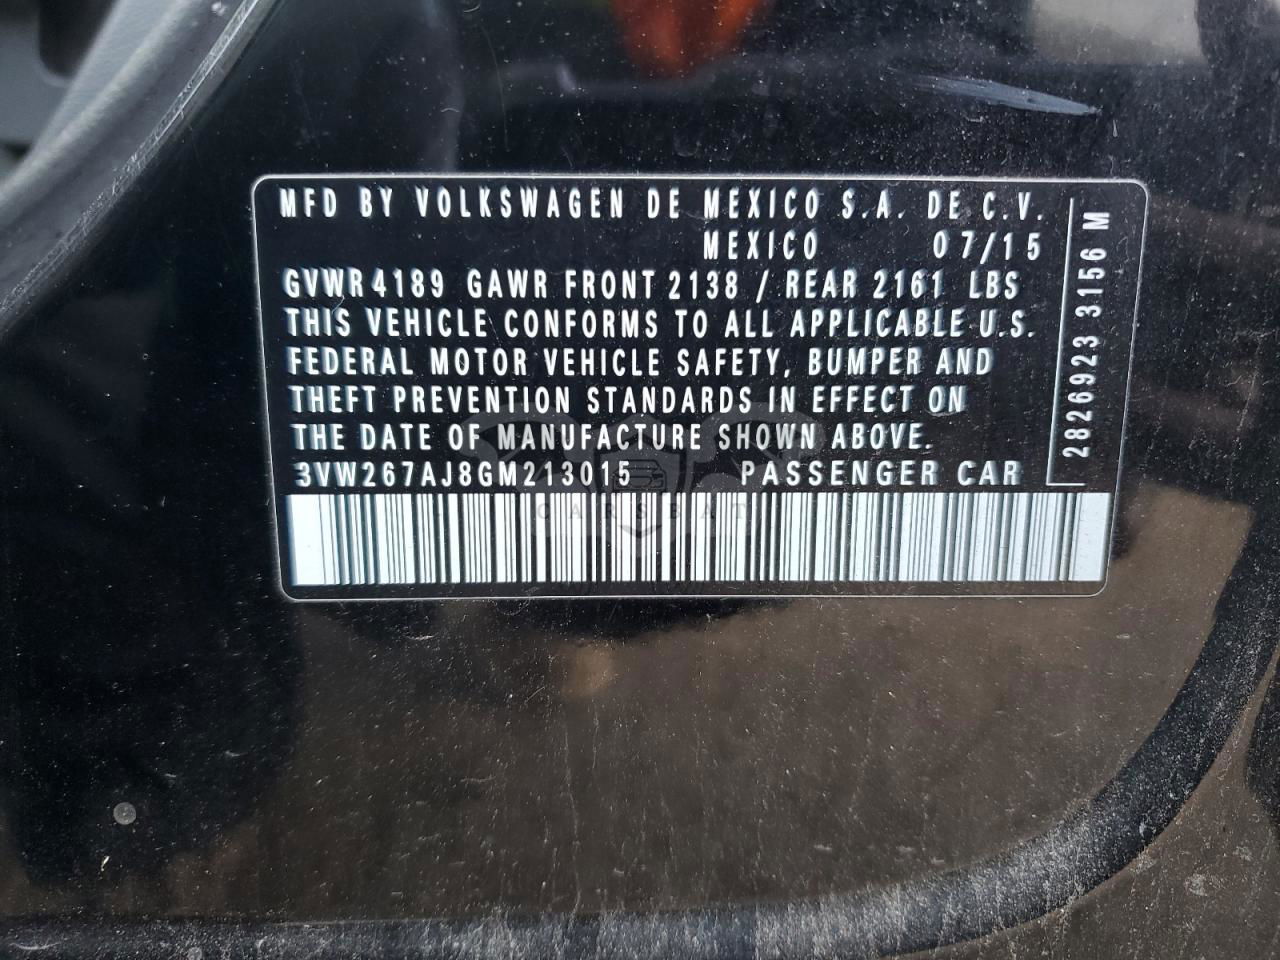 MFD BY VOLKSWAGEN DE MEXICO S.A. DE C.V.
MEXICO 07/15
GVWR 4189 GAWR FRONT 2138 / REAR 2161 LBS
THIS VEHICLE CONFORMS TO ALL APPLICABLE U.S.
FEDERAL MOTOR VEHICLE SAFETY, BUMPER AND
THEFT PREVENTION STANDARDS IN EFFECT ON
THE DATE OF MANUFACTURE SHOWN ABOVE.
3VW267AJ8GM213015 PASSENGER CAR
2826923 3156 M
CARSBAT